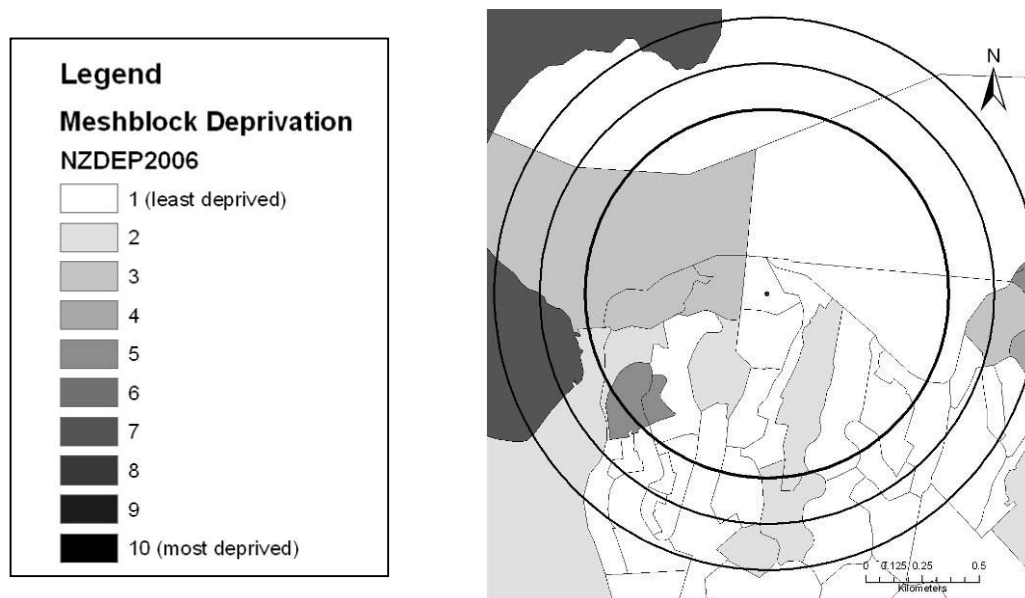 Legend
Meshblock Deprivation
NZDEP2006
1 (least deprived)
2
3
4
5
6
7
8
9
10 (most deprived)
N
0 0.125 0.25 0.5
Kilometers